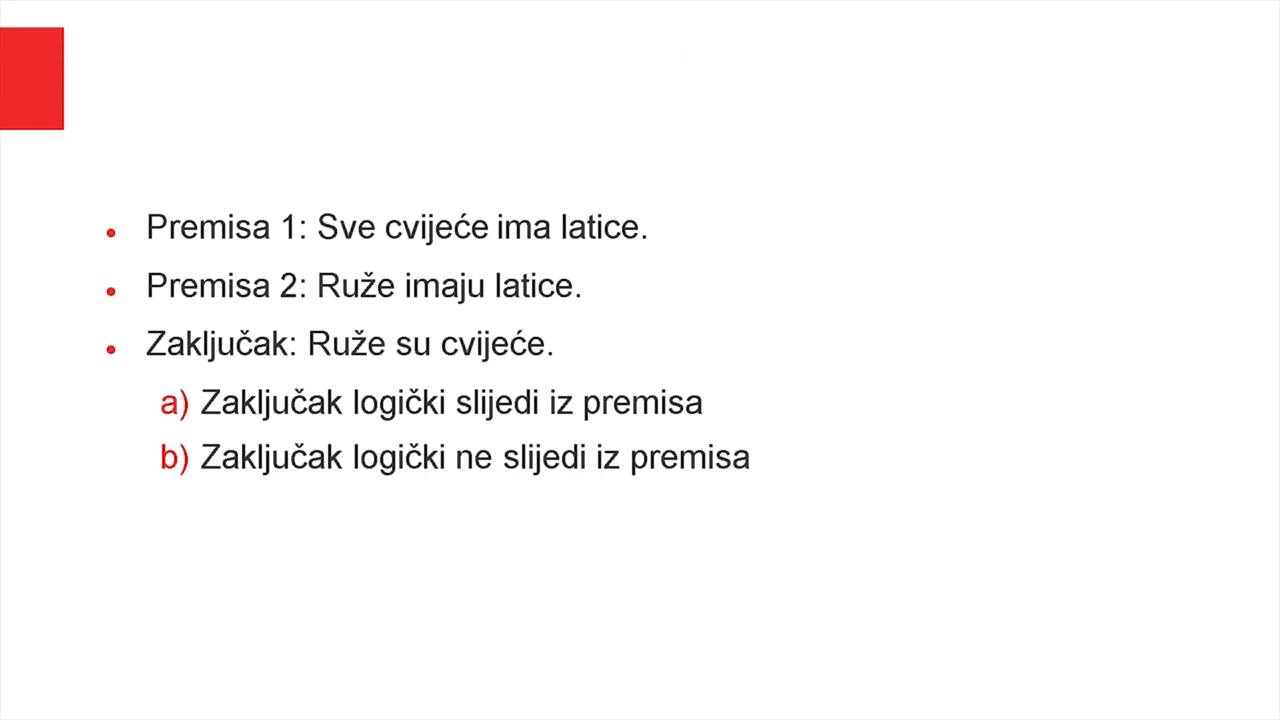 Premisa 1: Sve cvijeće ima latice.
Premisa 2: Ruže imaju latice.
Zaključak: Ruže su cvijeće.
a) Zaključak logički slijedi iz premisa
b) Zaključak logički ne slijedi iz premisa